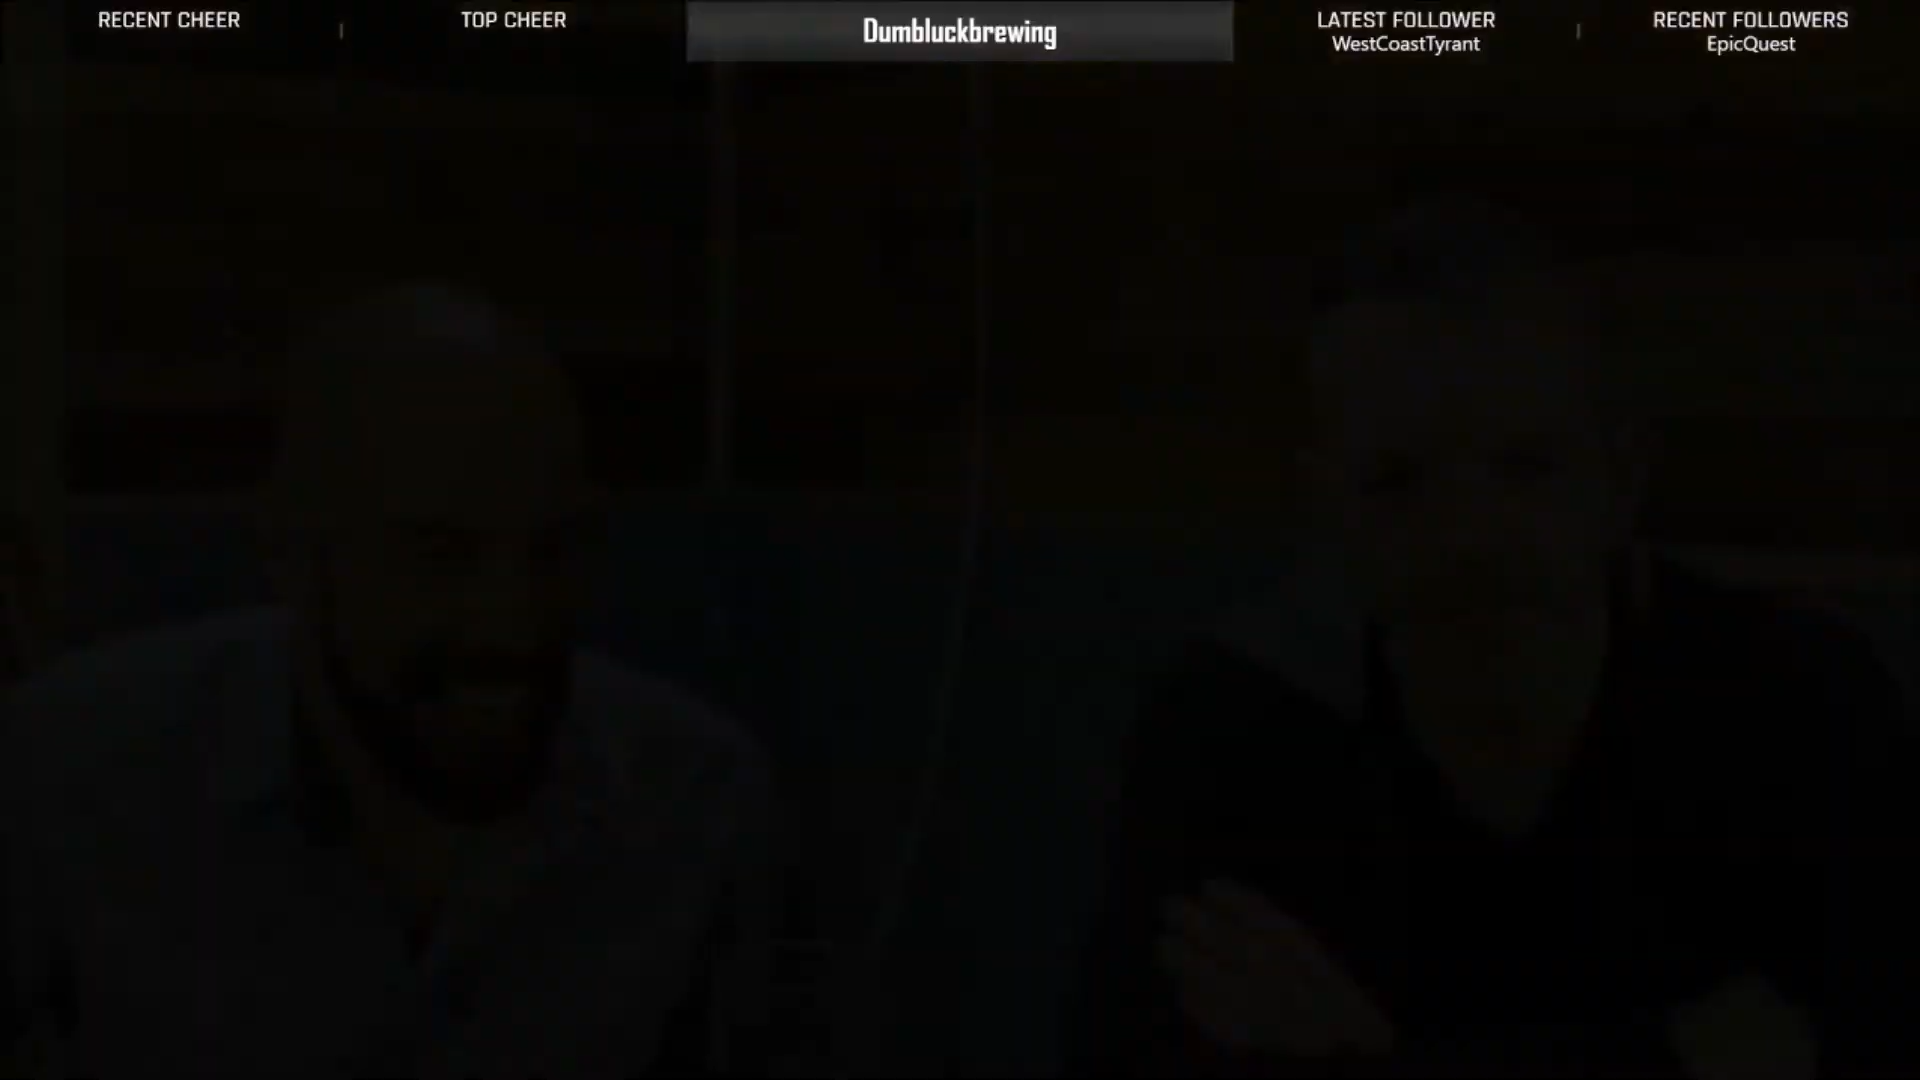 RECENT CHEER
TOP CHEER
Dumbluckbrewing
LATEST FOLLOWER
WestCoastTyrant
RECENT FOLLOWERS
EpicQuest